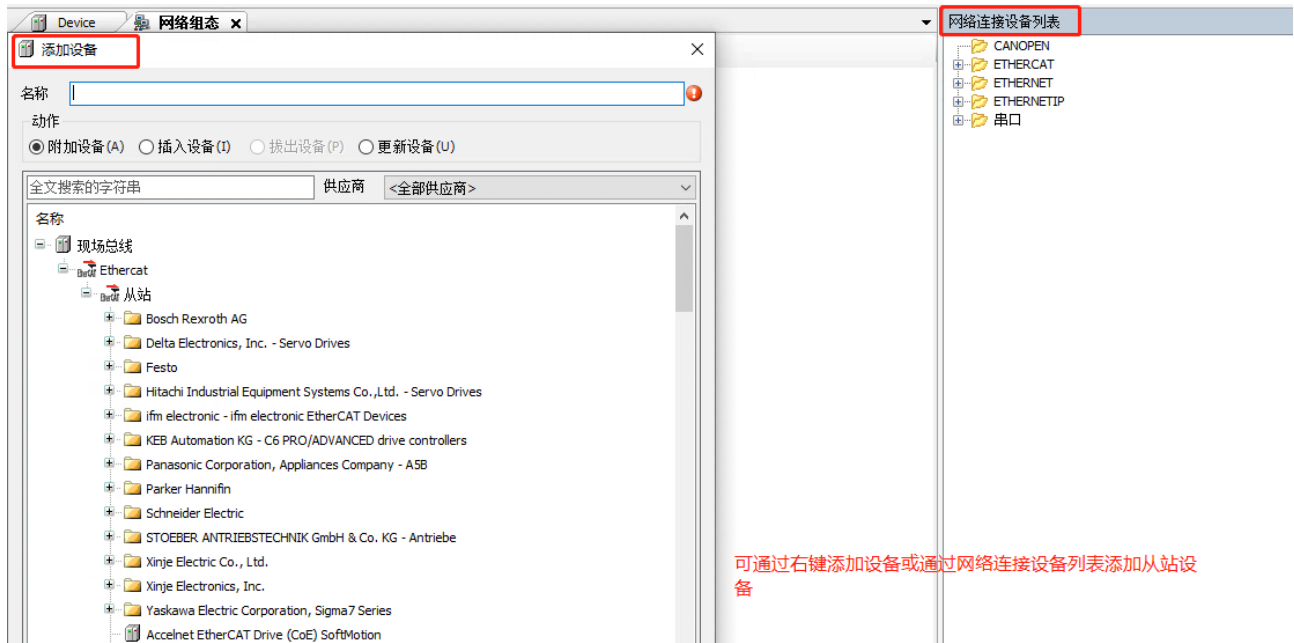 Device
网络组态
网络连接设备列表
添加设备
名称
动作
附加设备(A)
插入设备(I)
拔出设备(P)
更新设备(U)
全文搜索的字符串
供应商
<全部供应商>
名称
现场总线
Ethercat
从站
Bosch Rexroth AG
Delta Electronics, Inc. - Servo Drives
Festo
Hitachi Industrial Equipment Systems Co.,Ltd. - Servo Drives
ifm electronic - ifm electronic EtherCAT Devices
KEB Automation KG - C6 PRO/ADVANCED drive controllers
Panasonic Corporation, Appliances Company - A5B
Parker Hannifin
Schneider Electric
STOEBER ANTRIEBSTECHNIK GmbH & Co. KG - Antriebe
Xinje Electric Co., Ltd.
Xinje Electronics, Inc.
Yaskawa Electric Corporation, Sigma7 Series
Accelnet EtherCAT Drive (CoE) SoftMotion
可通过右键添加设备或通过网络连接设备列表添加从站设
备
CANOPEN
ETHERCAT
ETHERNET
ETHERNETIP
串口